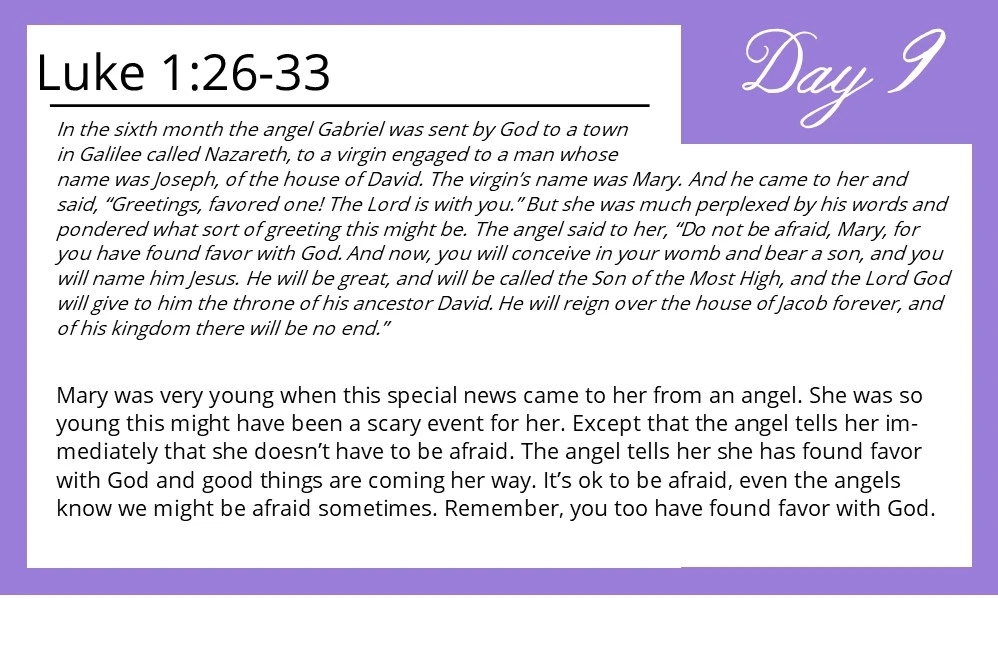 Luke 1:26-33
Day 9
In the sixth month the angel Gabriel was sent by God to a town
in Galilee called Nazareth, to a virgin engaged to a man whose
name was Joseph, of the house of David. The virgin’s name was Mary. And he came to her and
said, “Greetings, favored one! The Lord is with you.” But she was much perplexed by his words and
pondered what sort of greeting this might be. The angel said to her, “Do not be afraid, Mary, for
you have found favor with God. And now, you will conceive in your womb and bear a son, and you
will name him Jesus. He will be great, and will be called the Son of the Most High, and the Lord God
will give to him the throne of his ancestor David. He will reign over the house of Jacob forever, and
of his kingdom there will be no end.”
Mary was very young when this special news came to her from an angel. She was so
young this might have been a scary event for her. Except that the angel tells her im-
mediately that she doesn’t have to be afraid. The angel tells her she has found favor
with God and good things are coming her way. It’s ok to be afraid, even the angels
know we might be afraid sometimes. Remember, you too have found favor with God.